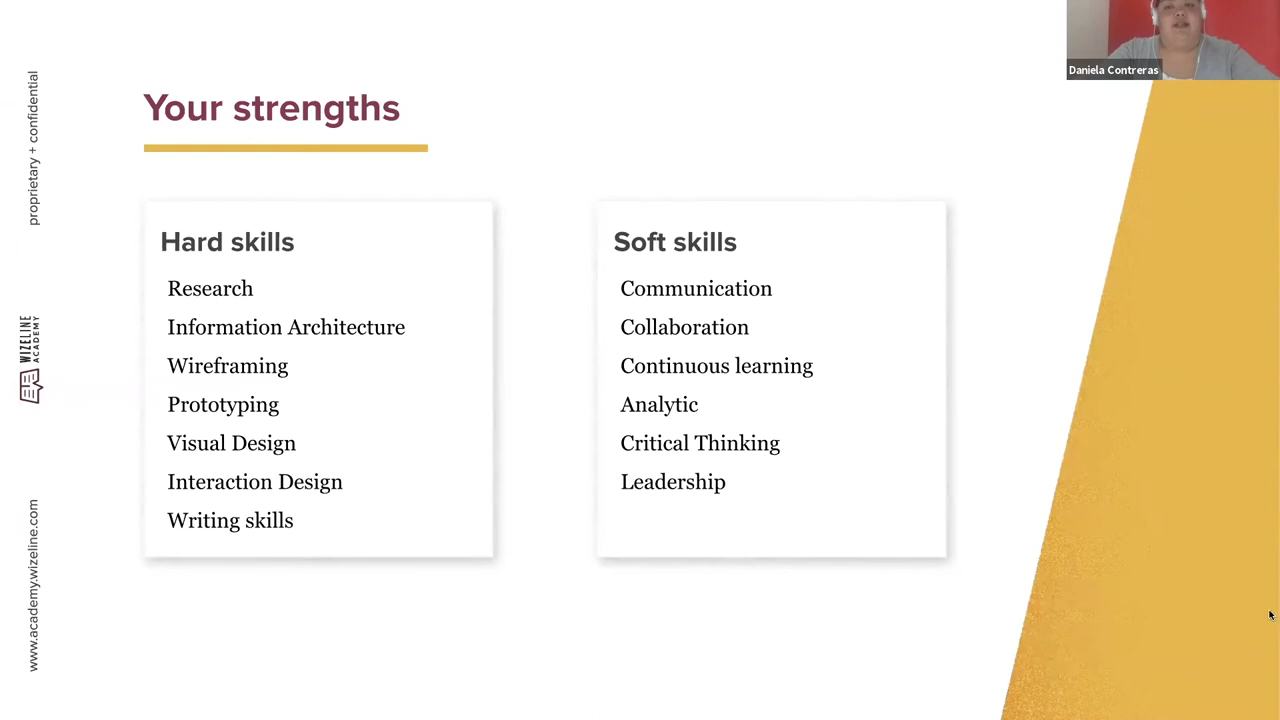 Daniela Contreras
proprietary + confidential
WIZELINE
ACADEMY
www.academy.wizeline.com
Your strengths
Hard skills
Research
Information Architecture
Wireframing
Prototyping
Visual Design
Interaction Design
Writing skills
Soft skills
Communication
Collaboration
Continuous learning
Analytic
Critical Thinking
Leadership